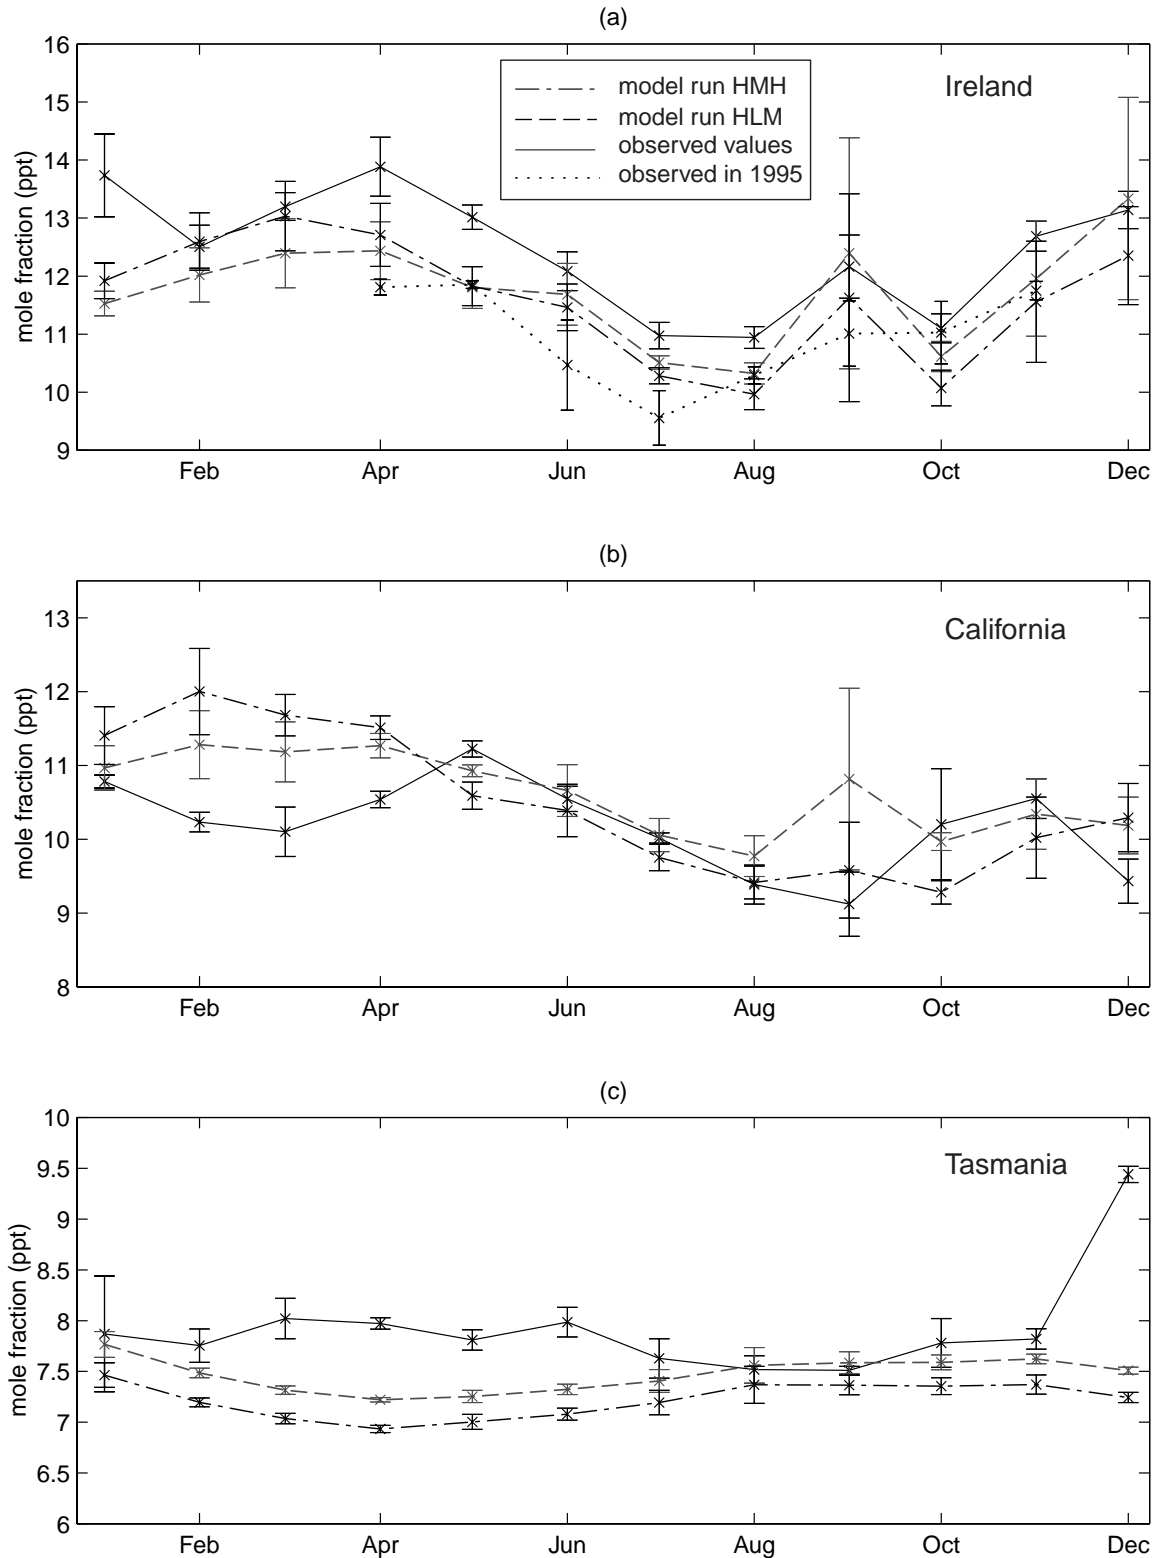 (a)
16
15
14
13
12
11
10
9
mole fraction (ppt)
Ireland
model run HMH
model run HLM
observed values
observed in 1995
Feb Apr Jun Aug Oct Dec
(b)
13
12
11
10
9
8
mole fraction (ppt)
California
Feb Apr Jun Aug Oct Dec
(c)
10
9.5
9
8.5
8
7.5
7
6.5
6
mole fraction (ppt)
Tasmania
Feb Apr Jun Aug Oct Dec